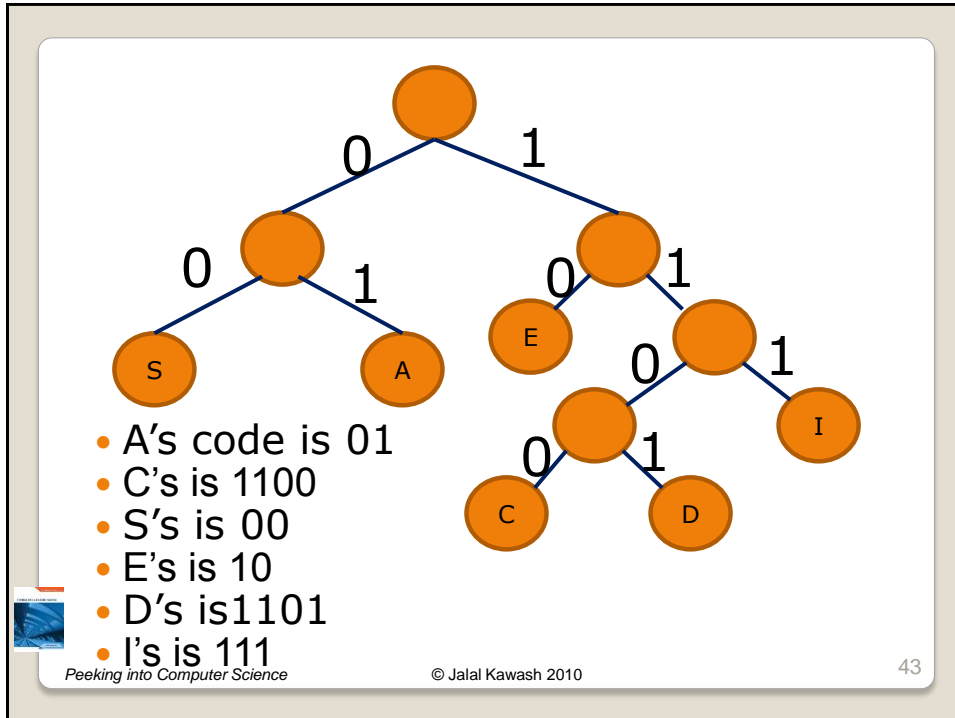 0
1
0
1
0
1
E
S
A
0
1
I
0
1
C
D
• A’s code is 01
• C’s is 1100
• S’s is 00
• E’s is 10
• D’s is1101
• I’s is 111
Peeking into Computer Science
© Jalal Kawash 2010
43